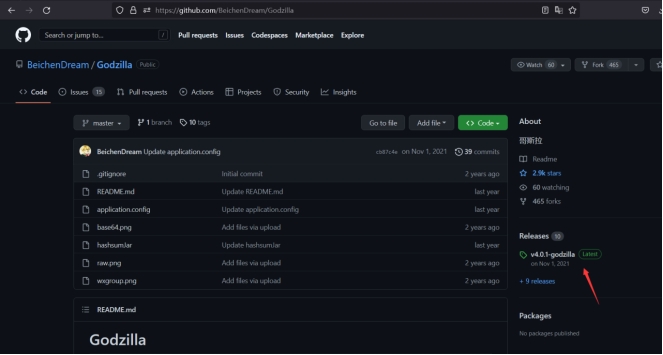 https://github.com/BeichenDream/Godzilla
Search or jump to... / Pull requests Issues Codespaces Marketplace Explore
BeichenDream / Godzilla Public
Watch 60 Fork 465
Code Issues 15 Pull requests Actions Projects Security Insights
master 1 branch 10 tags Go to file Add file Code
About
哥斯拉
BeichenDream Update application.config c587c4e on Nov 1, 2021 39 commits
.gitignore Initial commit 2 years ago
README.md Update README.md last year
application.config Update application.config last year
base64.png Add files via upload 2 years ago
hashsumJar Update hashsumJar last year
raw.png Add files via upload 2 years ago
wxgroup.png Add files via upload 2 years ago
Readme
2.9k stars
60 watching
465 forks
Releases 10
v4.0.1-godzilla Latest
on Nov 1, 2021
+ 9 releases
README.md
Godzilla
Packages
No packages published